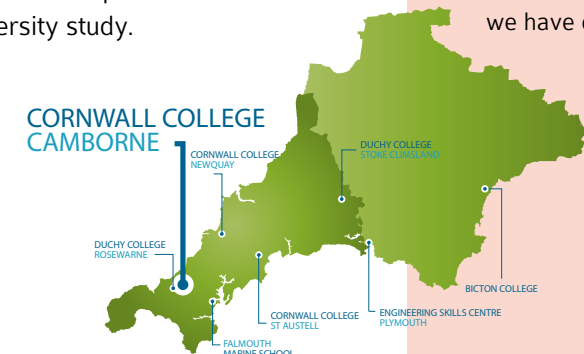 ersity study.
we have
CORNWALL COLLEGE
CAMBORNE
CORNWALL COLLEGE
NEWQUAY
DUCHY COLLEGE
STOKE CLIMSLAND
DUCHY COLLEGE
ROSEWARNE
BICTON COLLEGE
CORNWALL COLLEGE
ST AUSTELL
ENGINEERING SKILLS CENTRE
PLYMOUTH
FALMOUTH
MARINE SCHOOL